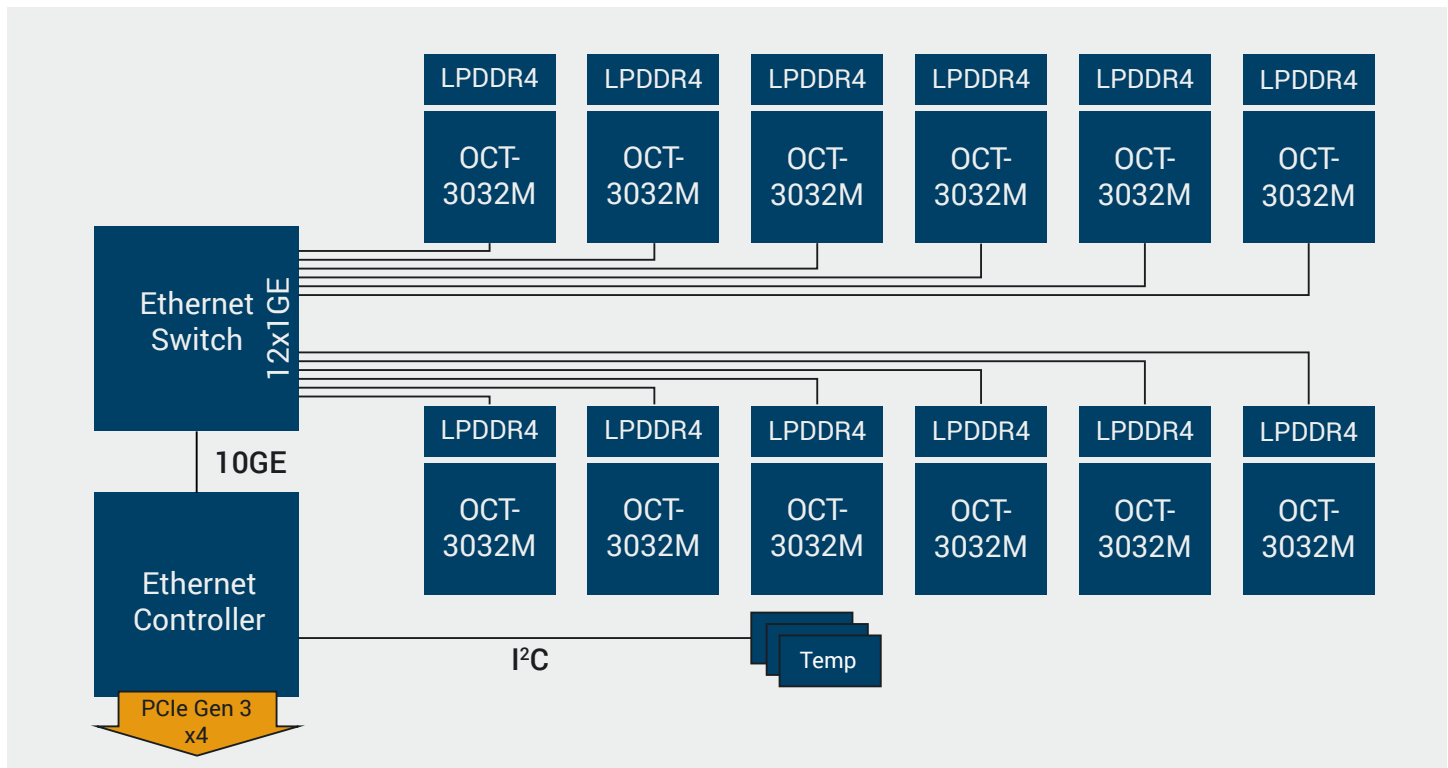 LPDDR4
LPDDR4
LPDDR4
LPDDR4
LPDDR4
LPDDR4
OCT-
3032M
OCT-
3032M
OCT-
3032M
OCT-
3032M
OCT-
3032M
OCT-
3032M
Ethernet
Switch
12x1GE
LPDDR4
LPDDR4
LPDDR4
LPDDR4
LPDDR4
LPDDR4
OCT-
3032M
OCT-
3032M
OCT-
3032M
OCT-
3032M
OCT-
3032M
OCT-
3032M
10GE
Ethernet
Controller
I²C
Temp
PCIe Gen 3
x4